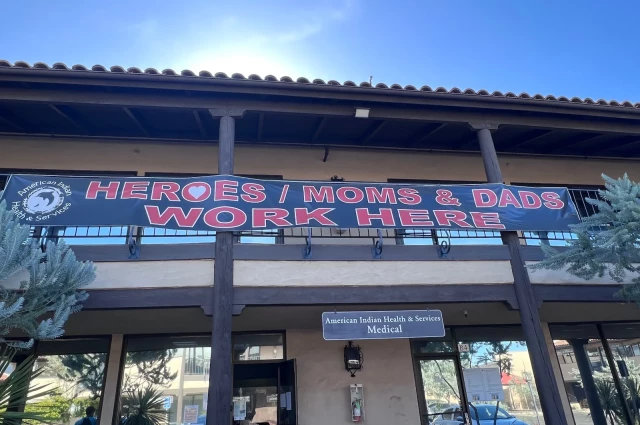 American Indian
Health & Services
HEROES / MOMS & DADS
WORK HERE
American Indian Health & Services
Medical